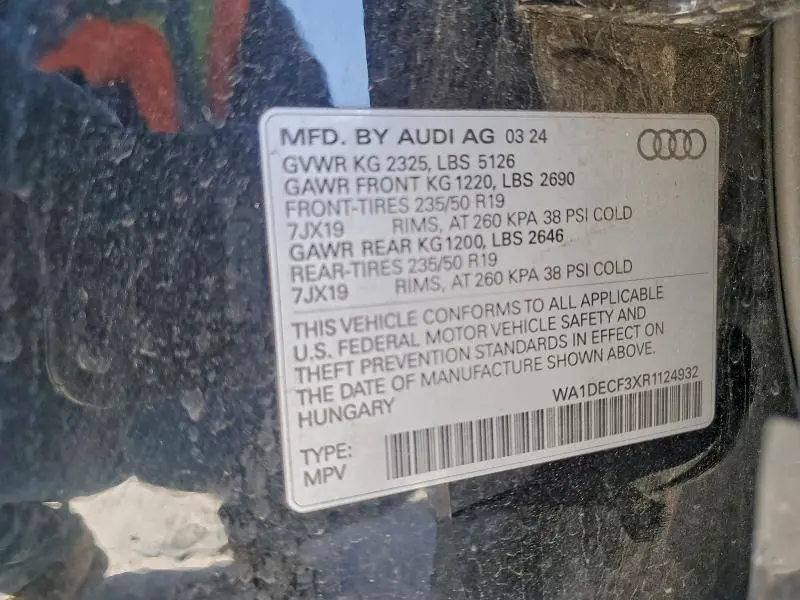 MFD. BY AUDI AG 03 24
GVWR KG 2325, LBS 5126
GAWR FRONT KG 1220, LBS 2690
FRONT-TIRES 235/50 R19
7JX19 RIMS, AT 260 KPA 38 PSI COLD
GAWR REAR KG1200, LBS 2646
REAR-TIRES 235/50 R19
7JX19 RIMS, AT 260 KPA 38 PSI COLD
THIS VEHICLE CONFORMS TO ALL APPLICABLE
U.S. FEDERAL MOTOR VEHICLE SAFETY AND
THEFT PREVENTION STANDARDS IN EFFECT ON
THE DATE OF MANUFACTURE SHOWN ABOVE.
HUNGARY
WA1DECF3XR1124932
TYPE:
MPV